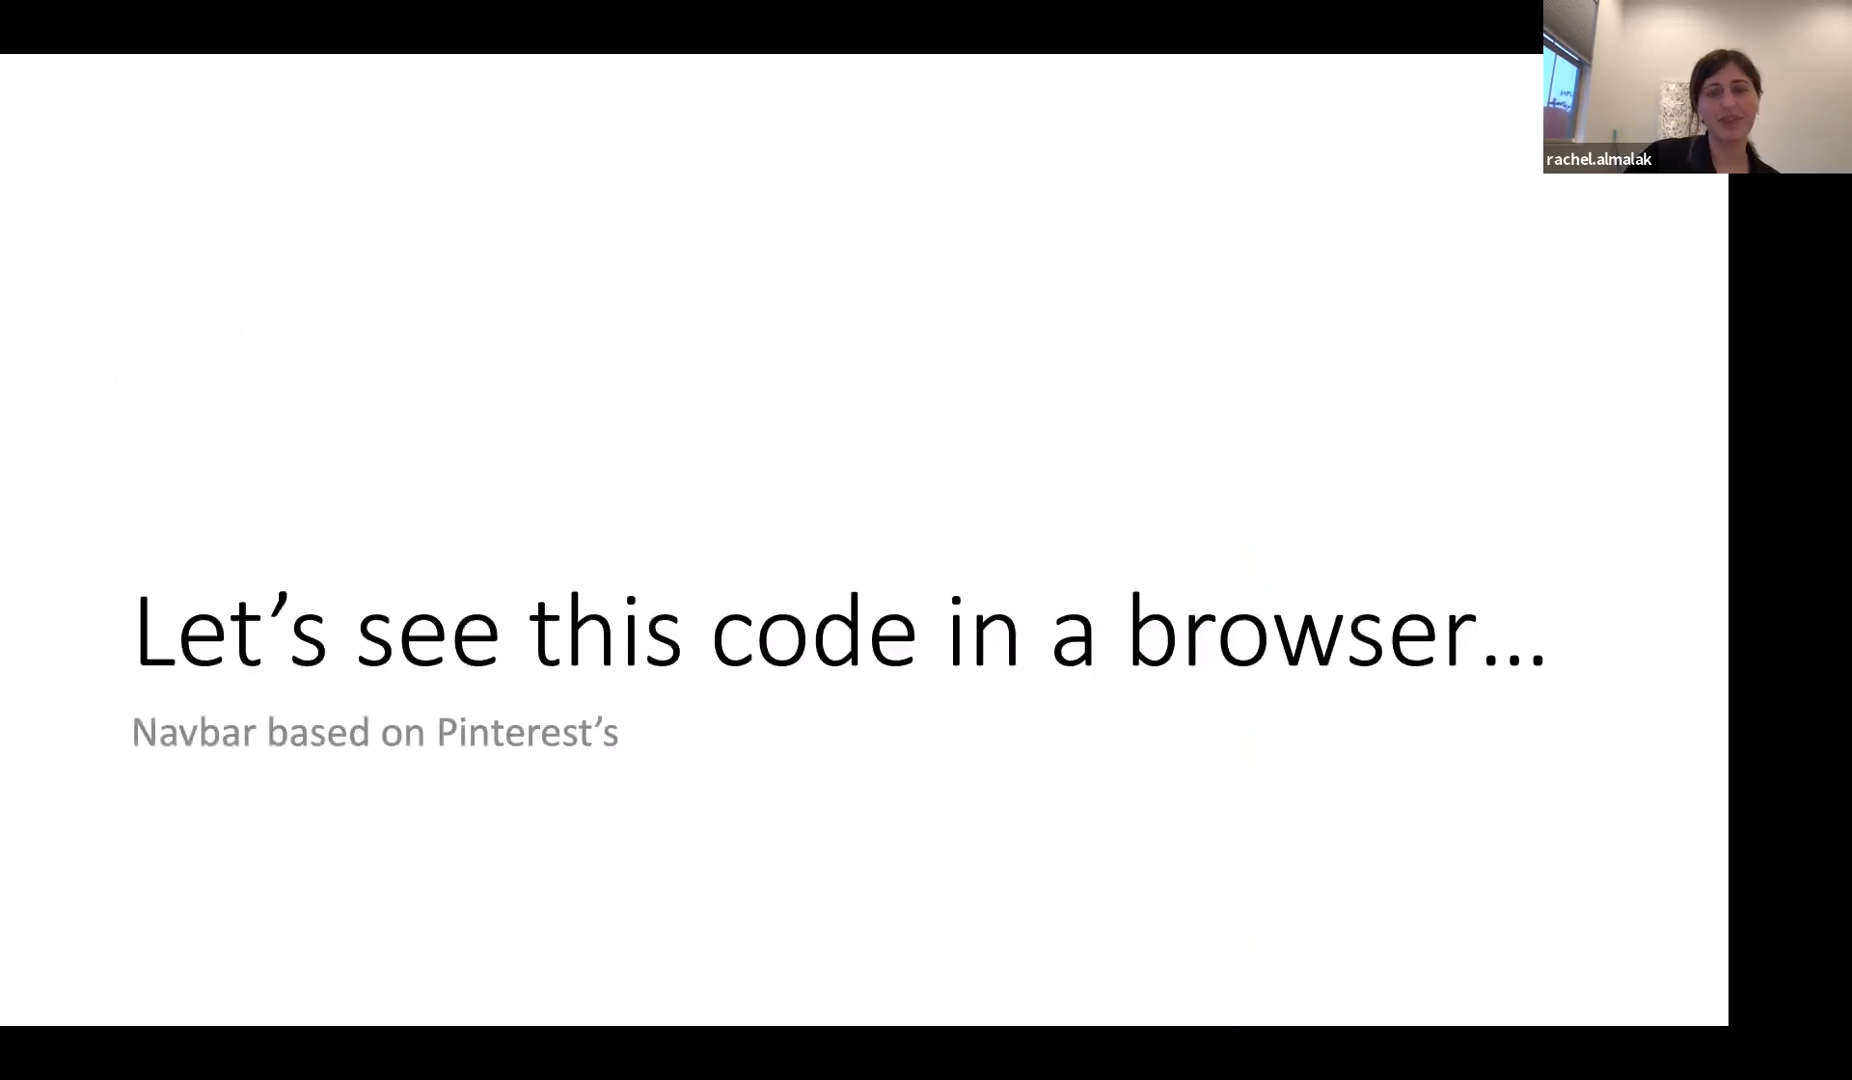 rachel.almalak
Let’s see this code in a browser…
Navbar based on Pinterest’s